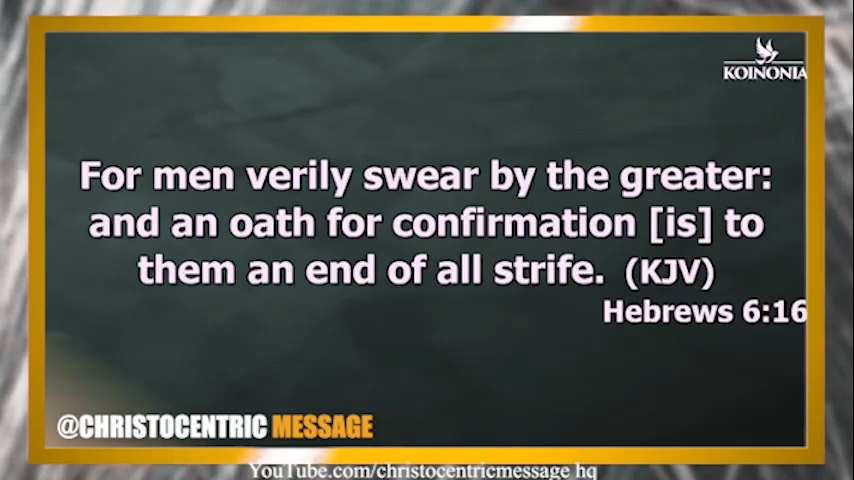 KOINONIA
For men verily swear by the greater:
and an oath for confirmation [is] to
them an end of all strife. (KJV)
Hebrews 6:16
@CHRISTOCENTRIC MESSAGE
YouTube.com/christocentricmessage hq